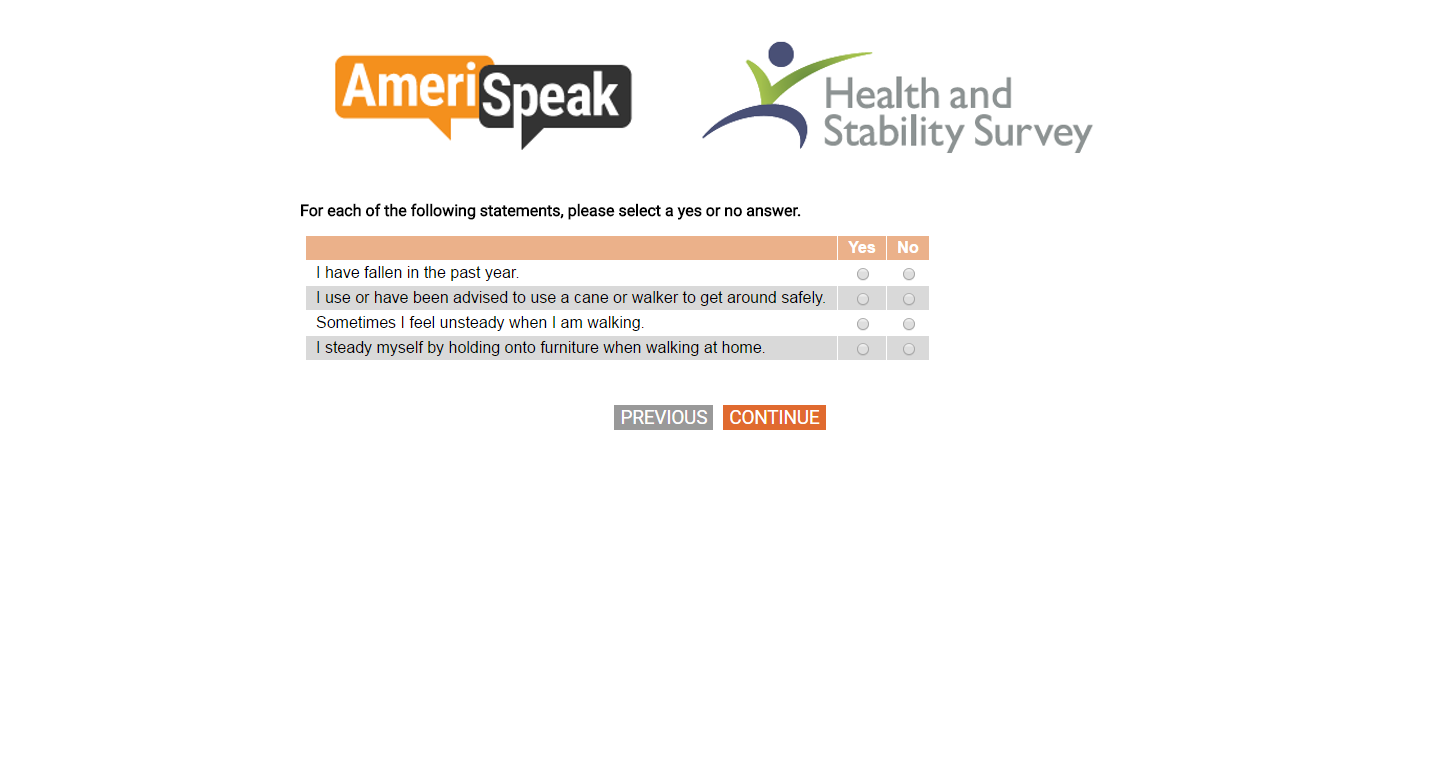 AmeriSpeak
Health and
Stability Survey
For each of the following statements, please select a yes or no answer.
Yes No
I have fallen in the past year.
I use or have been advised to use a cane or walker to get around safely.
Sometimes I feel unsteady when I am walking.
I steady myself by holding onto furniture when walking at home.
PREVIOUS CONTINUE